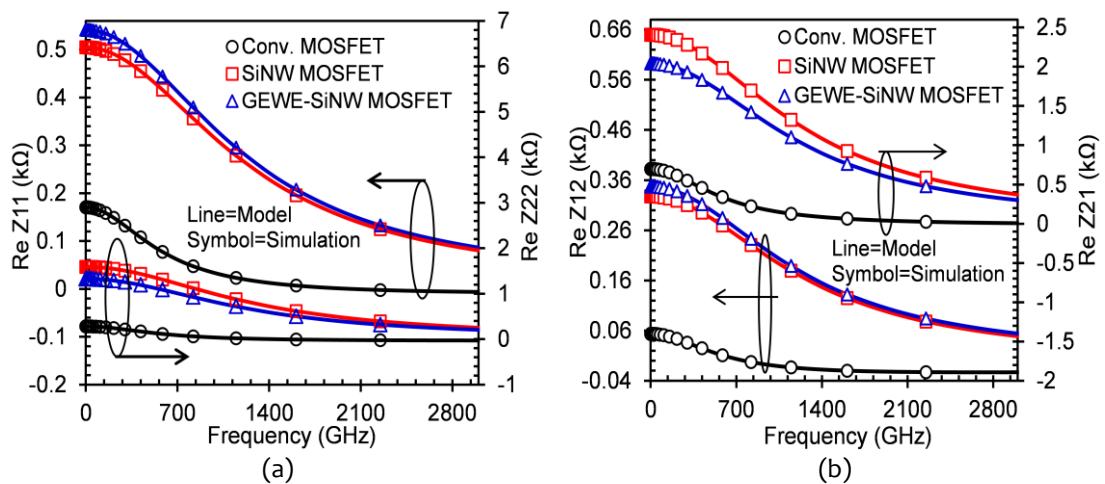 Conv. MOSFET
SiNW MOSFET
GEWE-SiNW MOSFET
Line=Model
Symbol=Simulation
Re Z11 (kΩ)
0.5
0.4
0.3
0.2
0.1
0
-0.1
-0.2
Re Z22 (kΩ)
7
6
5
4
3
2
1
0
-1
0
700
1400
2100
2800
Frequency (GHz)
(a)
Conv. MOSFET
SiNW MOSFET
GEWE-SiNW MOSFET
Line=Model
Symbol=Simulation
Re Z12 (kΩ)
0.66
0.56
0.46
0.36
0.26
0.16
0.06
-0.04
Re Z21 (kΩ)
2.5
2
1.5
1
0.5
0
-0.5
-1
-1.5
-2
0
700
1400
2100
2800
Frequency (GHz)
(b)